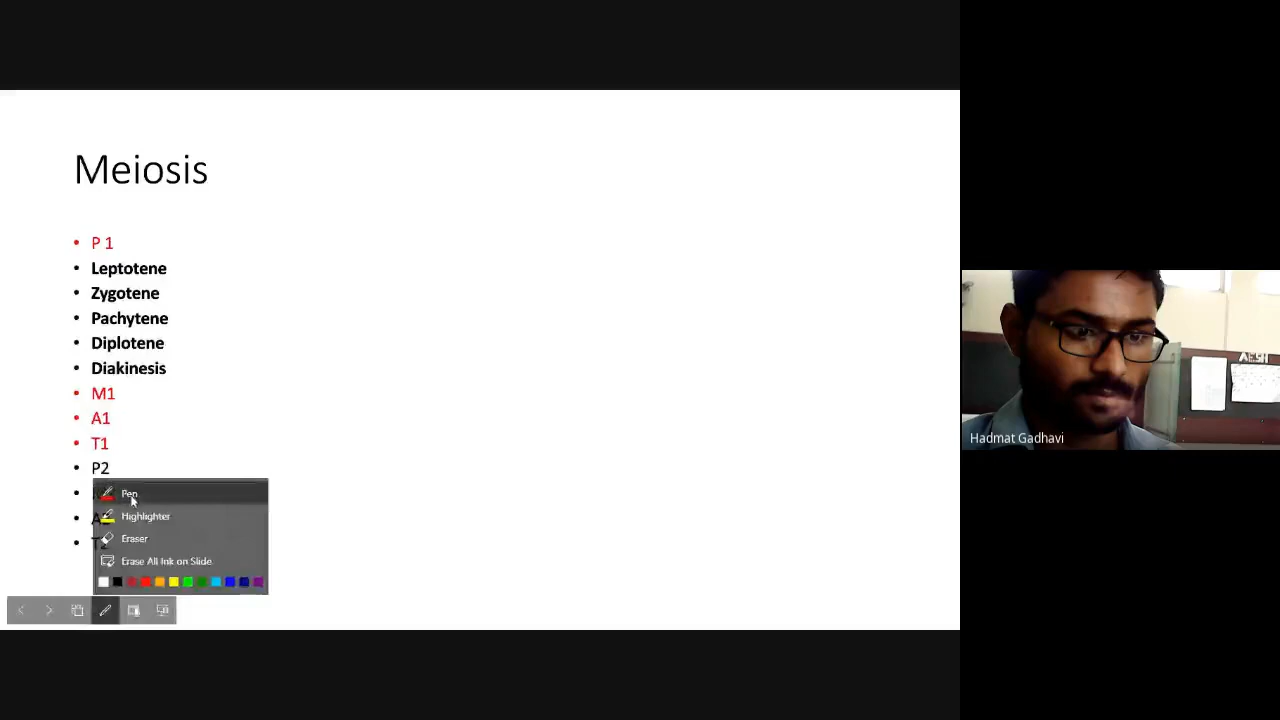 Meiosis
• P 1
• Leptotene
• Zygotene
• Pachytene
• Diplotene
• Diakinesis
• M1
• A1
• T1
• P2
Pen
Highlighter
Eraser
Erase All Ink on Slide
Hadmat Gadhavi